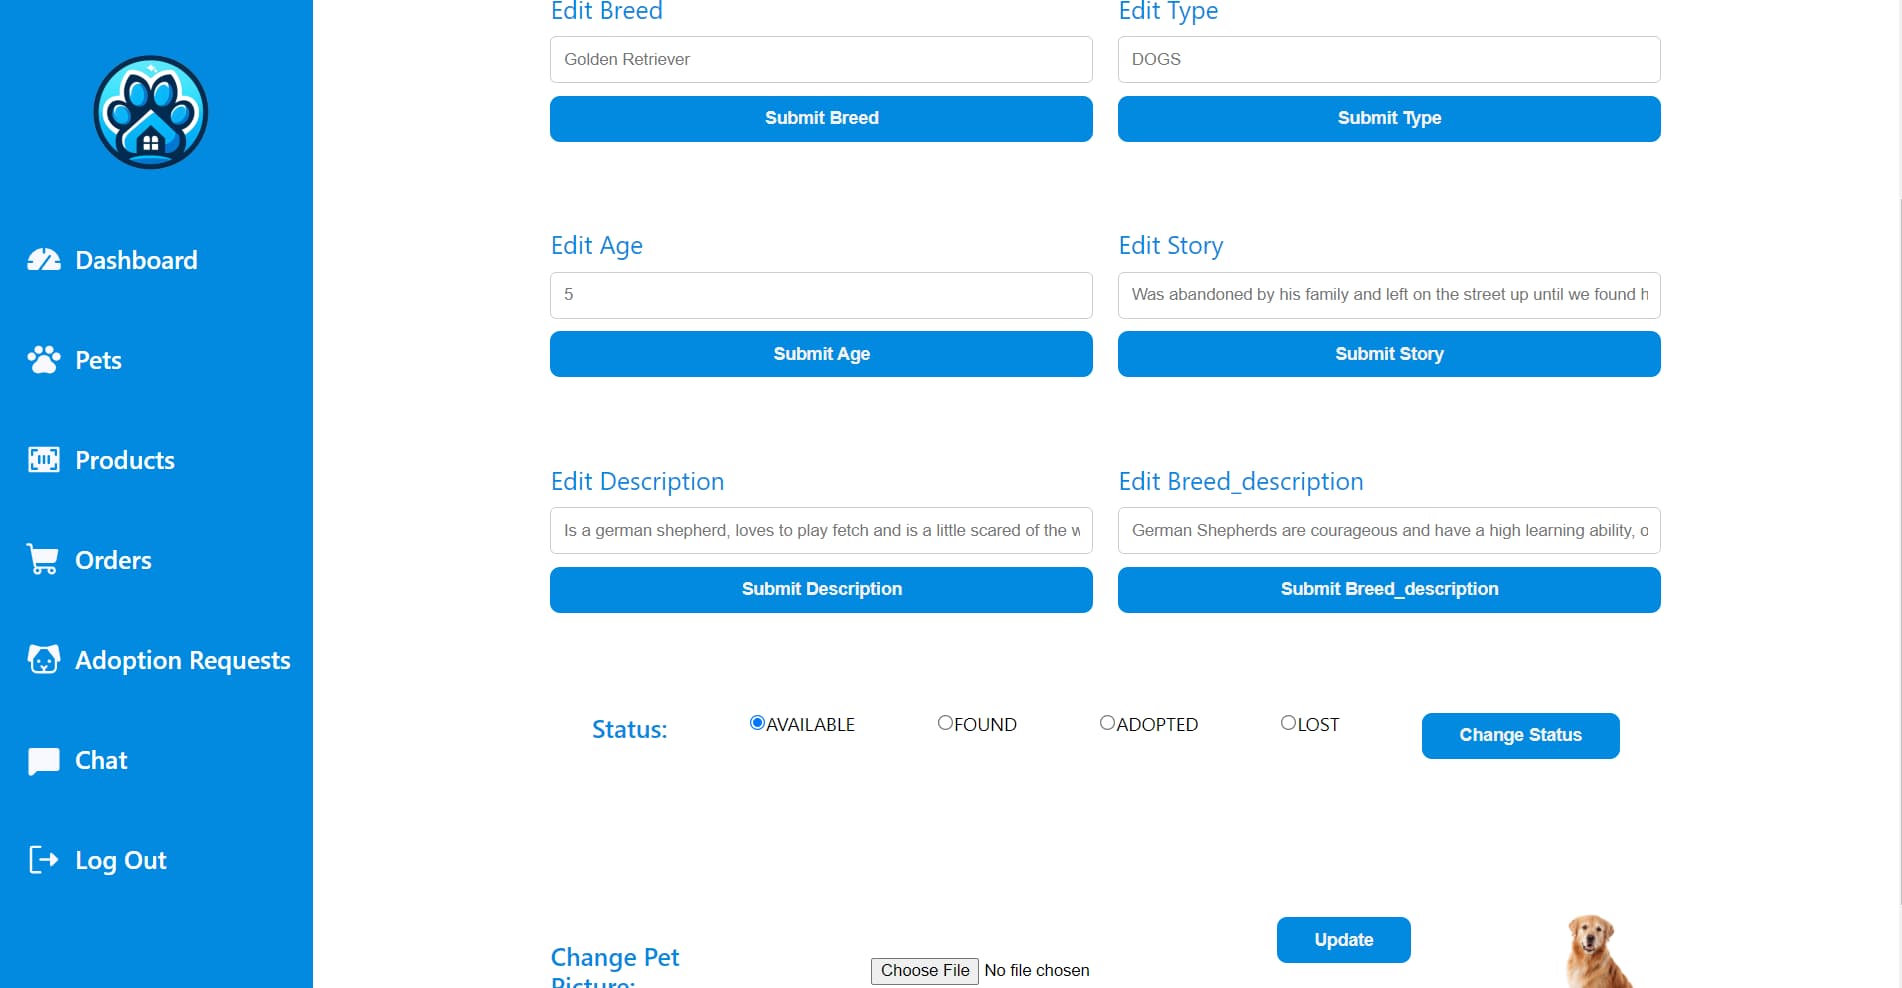 Edit Breed
Edit Type
Golden Retriever
DOGS
Submit Breed
Submit Type
Dashboard
Edit Age
Edit Story
5
Was abandoned by his family and left on the street up until we found h
Submit Age
Submit Story
Pets
Products
Edit Description
Edit Breed_description
Is a german shepherd, loves to play fetch and is a little scared of the w
German Shepherds are courageous and have a high learning ability, o
Submit Description
Submit Breed_description
Orders
Adoption Requests
Status:
AVAILABLE
FOUND
ADOPTED
LOST
Change Status
Chat
Log Out
Update
Change Pet
Picture:
Choose File No file chosen